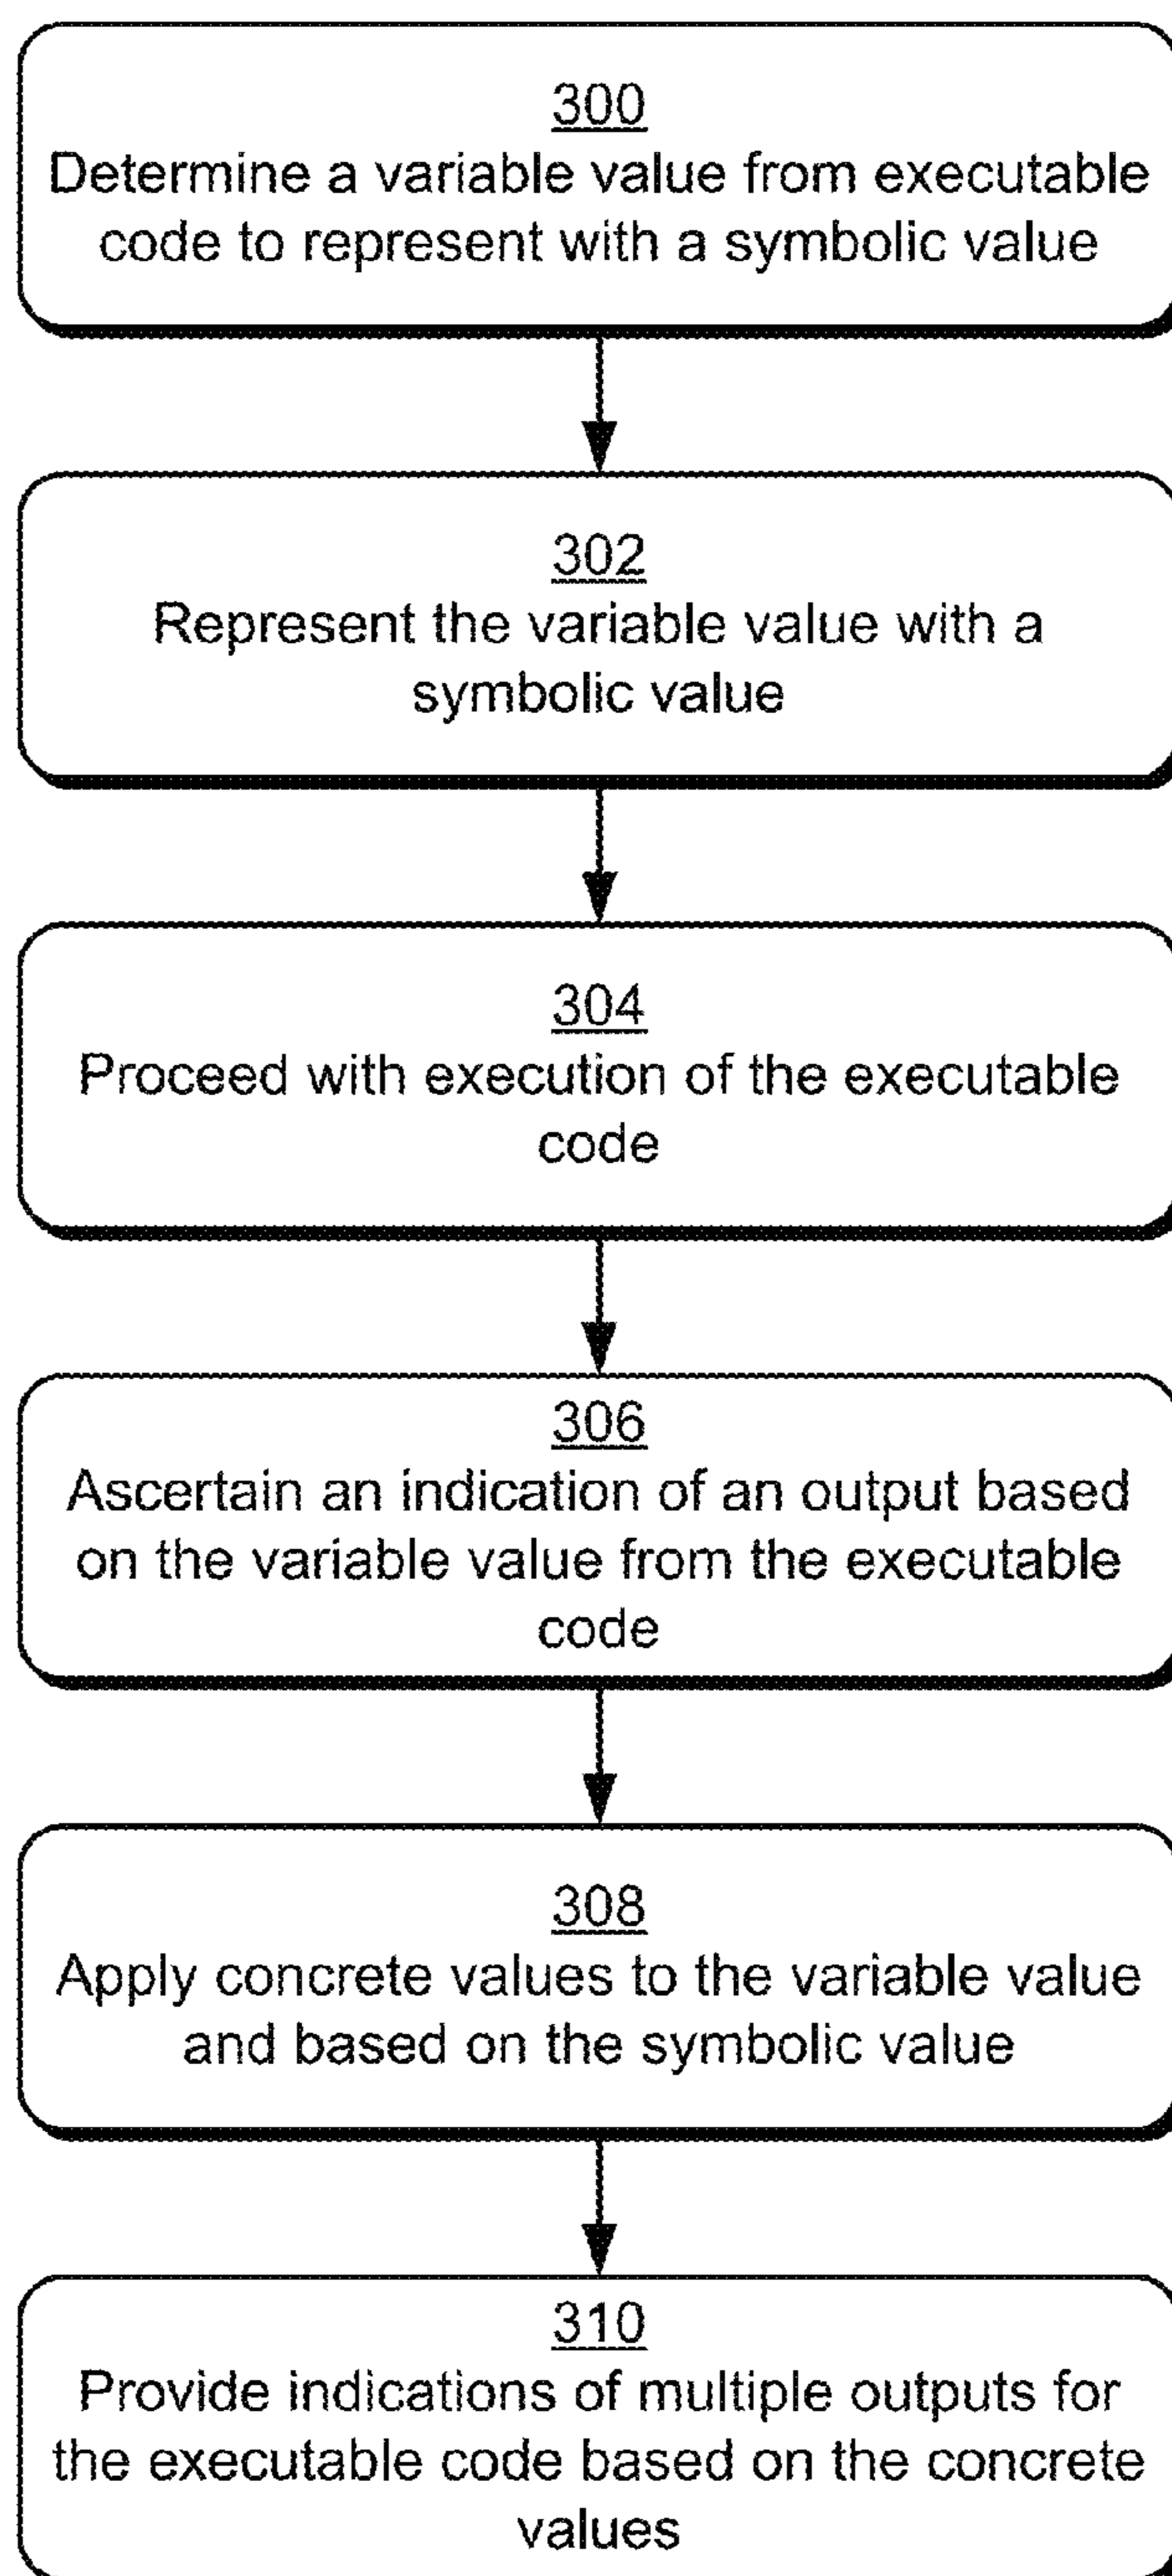 300
Determine a variable value from executable
code to represent with a symbolic value
302
Represent the variable value with a
symbolic value
304
Proceed with execution of the executable
code
306
Ascertain an indication of an output based
on the variable value from the executable
code
308
Apply concrete values to the variable value
and based on the symbolic value
310
Provide indications of multiple outputs for
the executable code based on the concrete
values